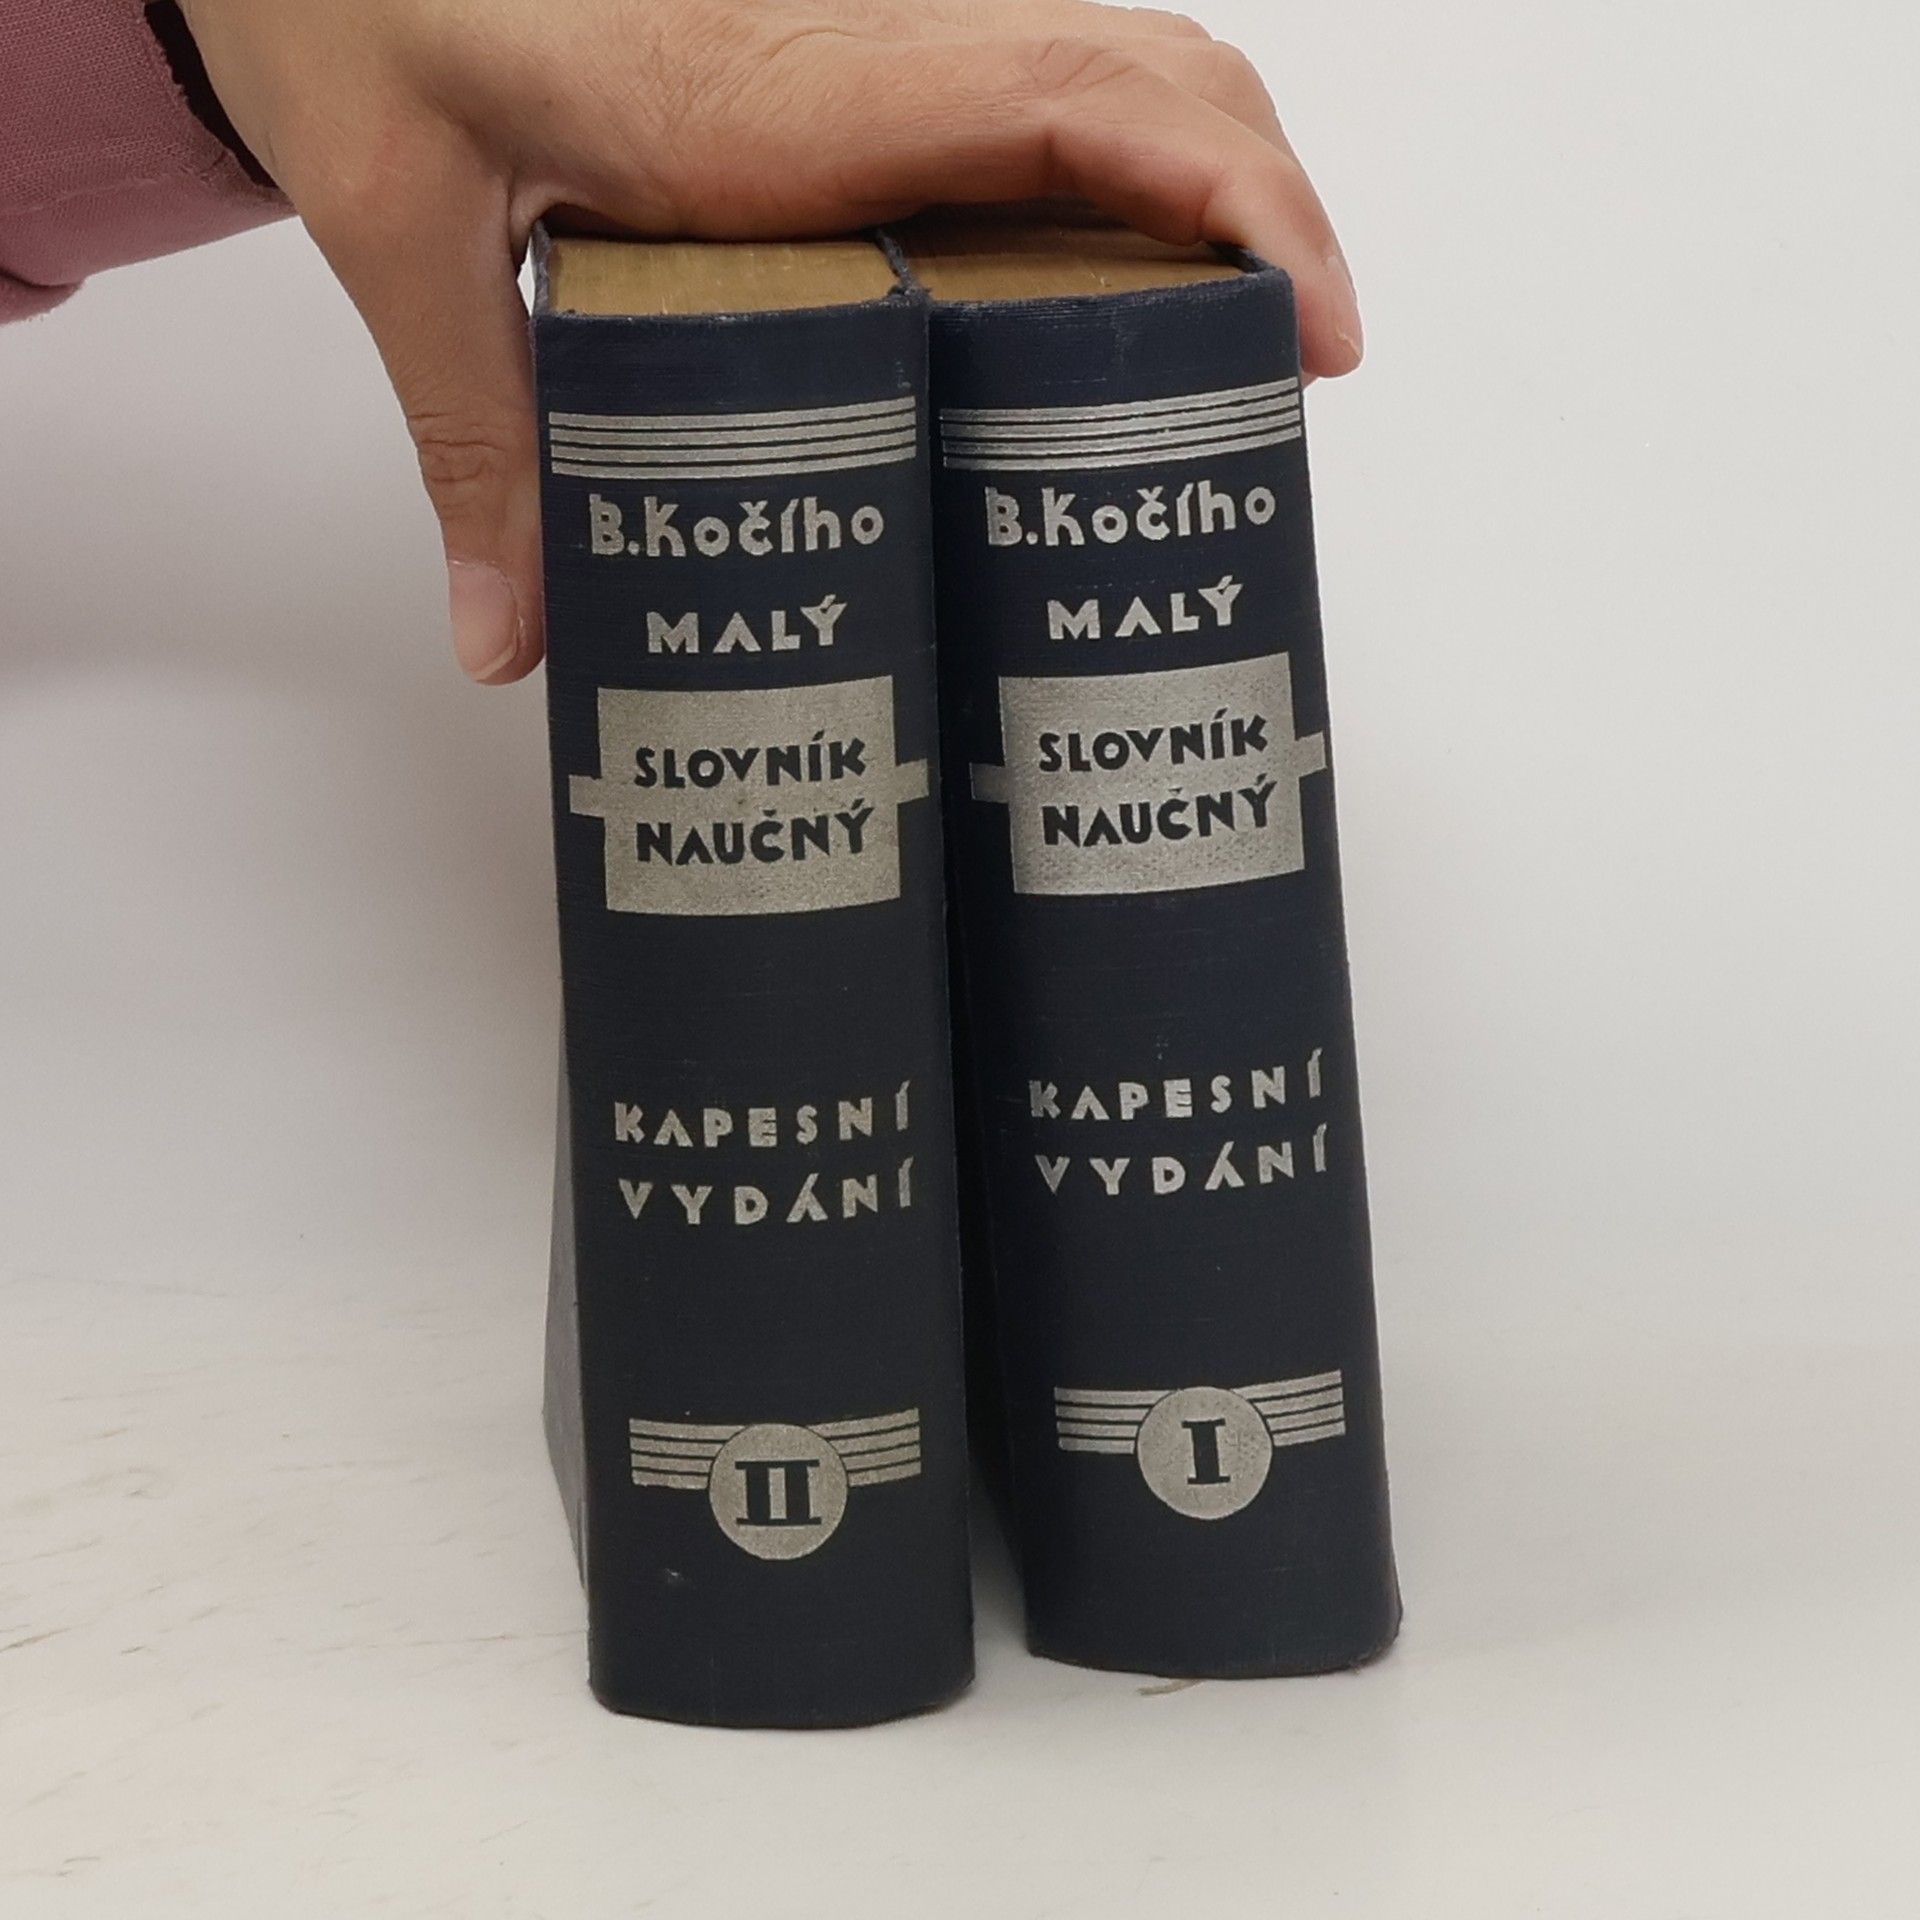 B. Kočího
MALÝ
SLOVNÍK
NAUČNÝ
KAPESNÍ
VYDÁNÍ
II
B. Kočího
MALÝ
SLOVNÍK
NAUČNÝ
KAPESNÍ
VYDÁNÍ
I